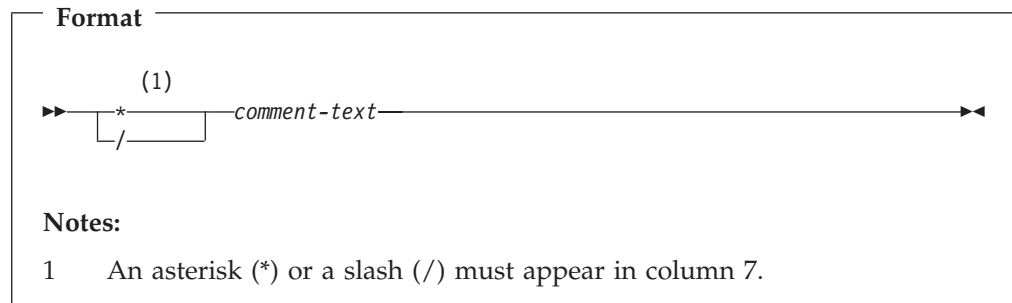 Format
(1)
►►──*──comment-text──►◄
/
Notes:
1 An asterisk (*) or a slash (/) must appear in column 7.